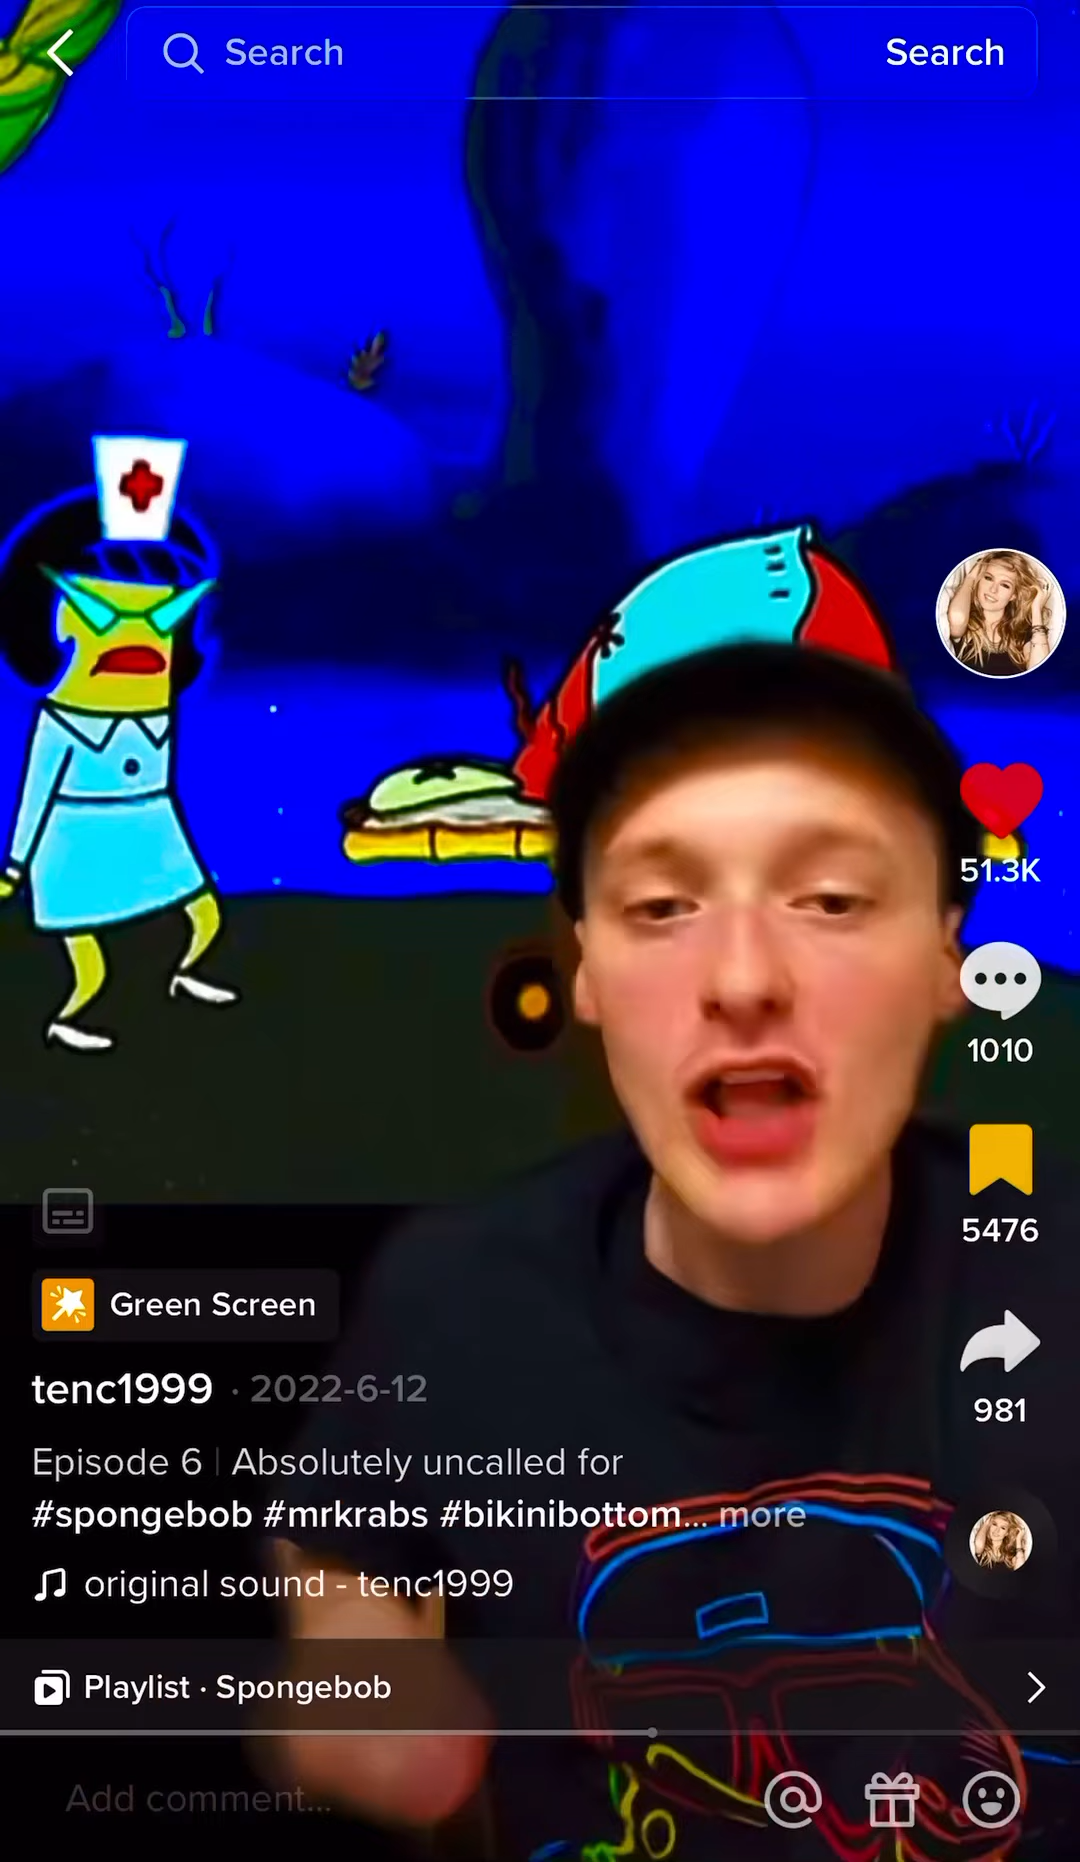 Search Search
51.3K
1010
5476
Green Screen
981
tenc1999 · 2022-6-12
Episode 6 | Absolutely uncalled for
#spongebob #mrkrabs #bikinibottom... more
original sound - tenc1999
Playlist · Spongebob
Add comment...